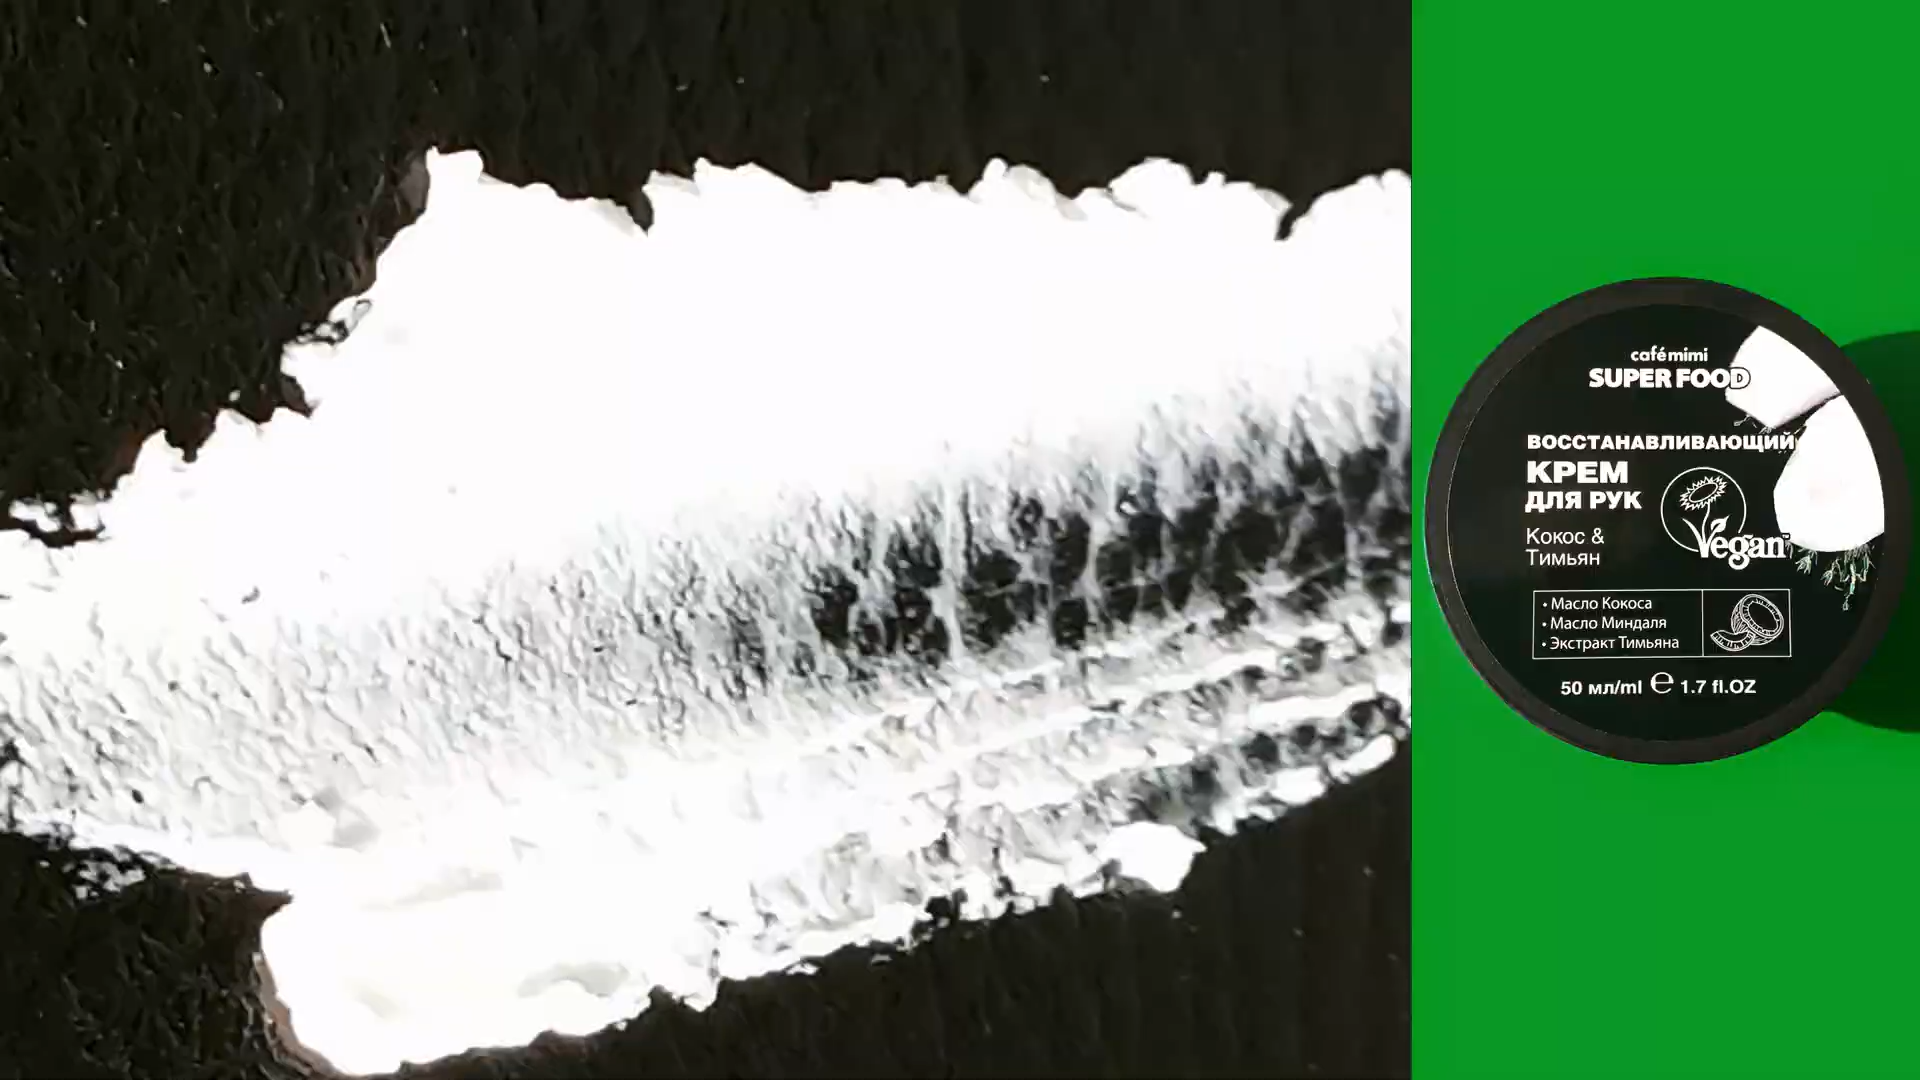 café mimi
SUPER FOOD
ВОССТАНАВЛИВАЮЩИЙ
КРЕМ
ДЛЯ РУК
Vegan
Кокос &
Тимьян
• Масло Кокоса
• Масло Миндаля
• Экстракт Тимьяна
50 мл/ml ℮ 1.7 fl.OZ